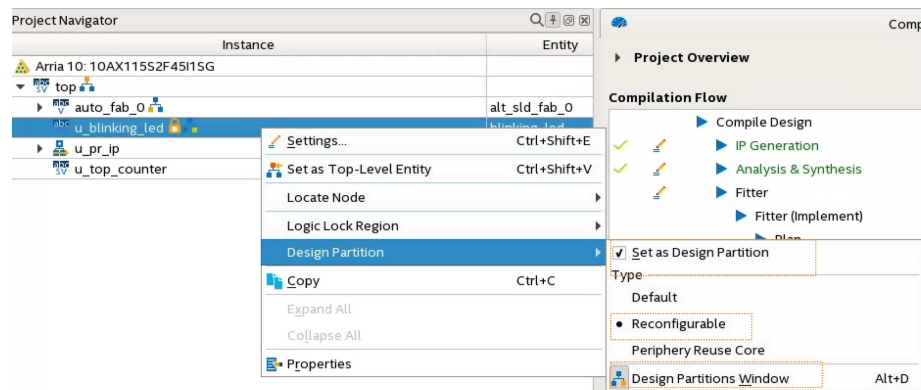 Project Navigator
Instance
Entity
Arria 10: 10AX115S2F45I1SG
top
auto_fab_0
alt_sld_fab_0
u_blinking_led
blinking_led
u_pr_ip
u_top_counter
Settings...
Ctrl+Shift+E
Set as Top-Level Entity
Ctrl+Shift+V
Locate Node
Logic Lock Region
Design Partition
Copy
Ctrl+C
Expand All
Collapse All
Properties
Comp
Project Overview
Compilation Flow
Compile Design
IP Generation
Analysis & Synthesis
Fitter
Fitter (Implement)
Plan
Set as Design Partition
Type
Default
Reconfigurable
Periphery Reuse Core
Design Partitions Window
Alt+D